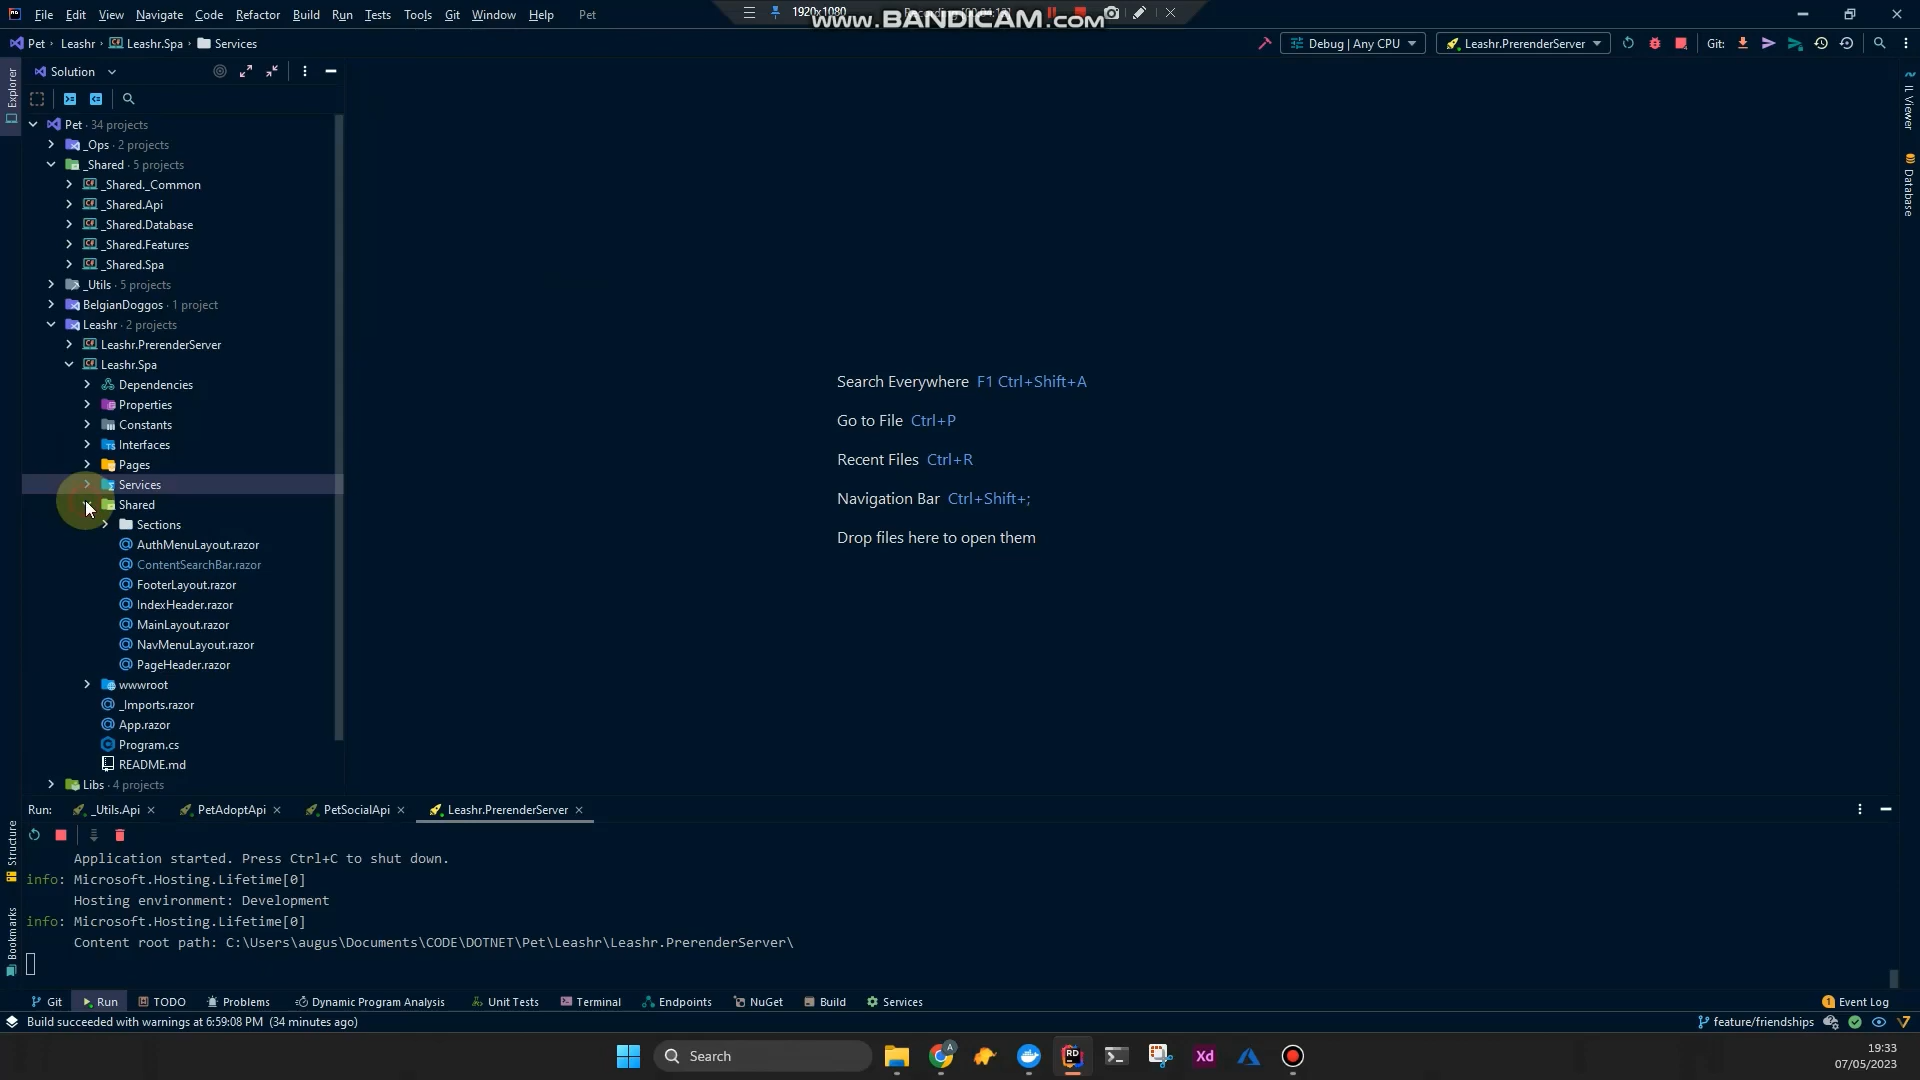 File Edit View Navigate Code Refactor Build Run Tests Tools Git Window Help Pet
1920x1080
www.BANDICAM.com
Pet Leashr Leashr.Spa Services
Debug | Any CPU Leashr.PrerenderServer Git:
Explorer
Solution
IL Viewer
Database
Pet · 34 projects
_Ops · 2 projects
_Shared · 5 projects
_Shared._Common
_Shared.Api
_Shared.Database
_Shared.Features
_Shared.Spa
_Utils · 5 projects
BelgianDoggos · 1 project
Leashr · 2 projects
Leashr.PrerenderServer
Leashr.Spa
Dependencies
Properties
Constants
Interfaces
Pages
Services
Shared
Sections
AuthMenuLayout.razor
ContentSearchBar.razor
FooterLayout.razor
IndexHeader.razor
MainLayout.razor
NavMenuLayout.razor
PageHeader.razor
wwwroot
_Imports.razor
App.razor
Program.cs
README.md
Libs · 4 projects
Search Everywhere F1 Ctrl+Shift+A
Go to File Ctrl+P
Recent Files Ctrl+R
Navigation Bar Ctrl+Shift+;
Drop files here to open them
Run: _Utils.Api PetAdoptApi PetSocialApi Leashr.PrerenderServer
Structure
Bookmarks
Application started. Press Ctrl+C to shut down.
info: Microsoft.Hosting.Lifetime[0]
Hosting environment: Development
info: Microsoft.Hosting.Lifetime[0]
Content root path: C:\Users\augus\Documents\CODE\DOTNET\Pet\Leashr\Leashr.PrerenderServer\
Git Run TODO Problems Dynamic Program Analysis Unit Tests Terminal Endpoints NuGet Build Services 1 Event Log
Build succeeded with warnings at 6:59:08 PM (34 minutes ago) feature/friendships
Search A RD Xd
19:33
07/05/2023